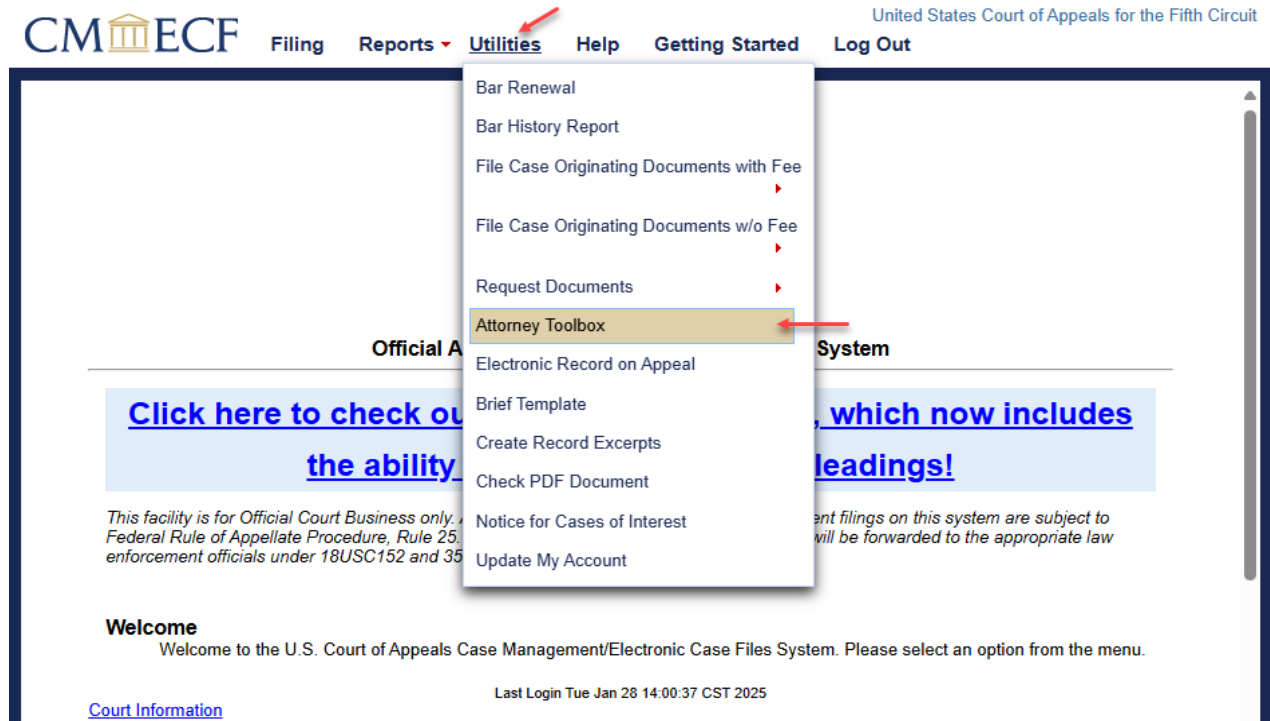 United States Court of Appeals for the Fifth Circuit
CM ECF Filing Reports Utilities Help Getting Started Log Out
Bar Renewal
Bar History Report
File Case Originating Documents with Fee
File Case Originating Documents w/o Fee
Request Documents
Attorney Toolbox
Electronic Record on Appeal
Brief Template
Create Record Excerpts
Check PDF Document
Notice for Cases of Interest
Update My Account
Official A System
Click here to check ou , which now includes
the ability leadings!
This facility is for Official Court Business only. ent filings on this system are subject to
Federal Rule of Appellate Procedure, Rule 25. will be forwarded to the appropriate law
enforcement officials under 18USC152 and 35
Welcome
Welcome to the U.S. Court of Appeals Case Management/Electronic Case Files System. Please select an option from the menu.
Last Login Tue Jan 28 14:00:37 CST 2025
Court Information